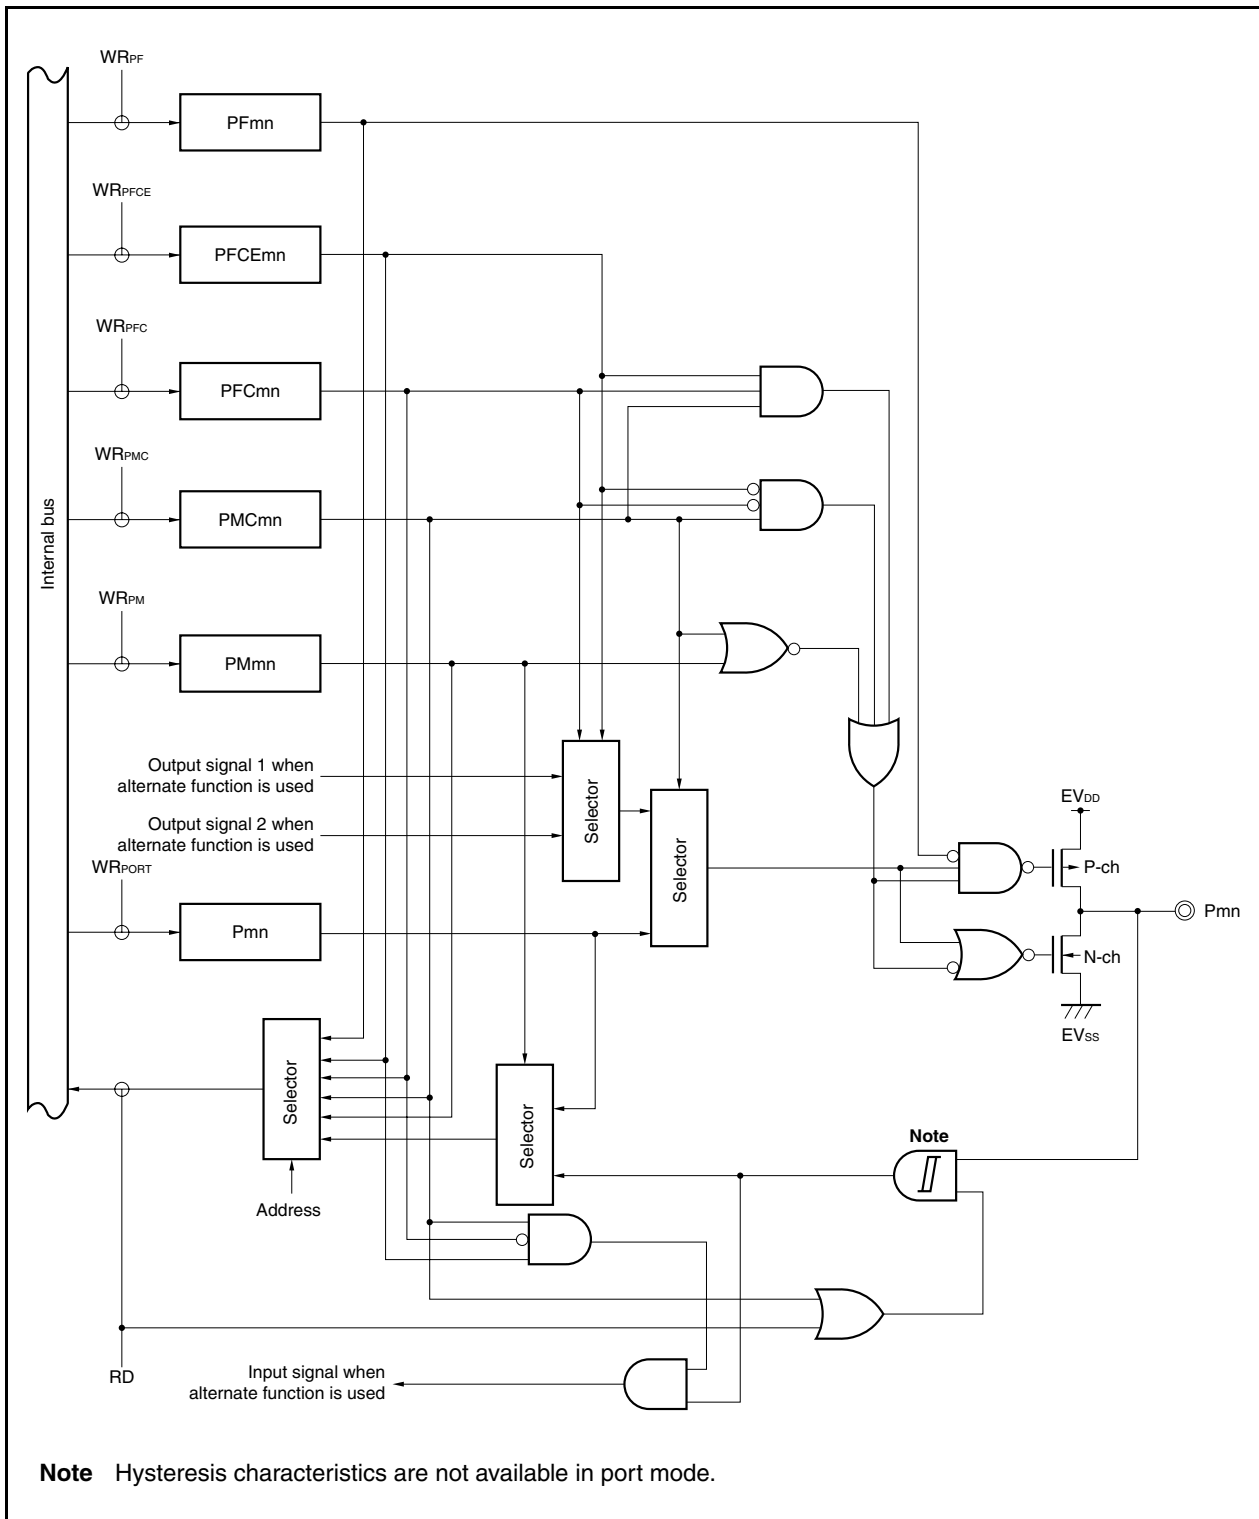 WRPF
PFmn
WRPFCE
PFCEmn
WRPFC
PFCmn
WRPMC
PMCmn
Internal bus
WRPM
PMmn
Output signal 1 when
alternate function is used
Output signal 2 when
alternate function is used
Selector
Selector
WRPORT
Pmn
EVDD
P-ch
Pmn
N-ch
EVSS
Selector
Selector
Note
Address
RD
Input signal when
alternate function is used
Note Hysteresis characteristics are not available in port mode.